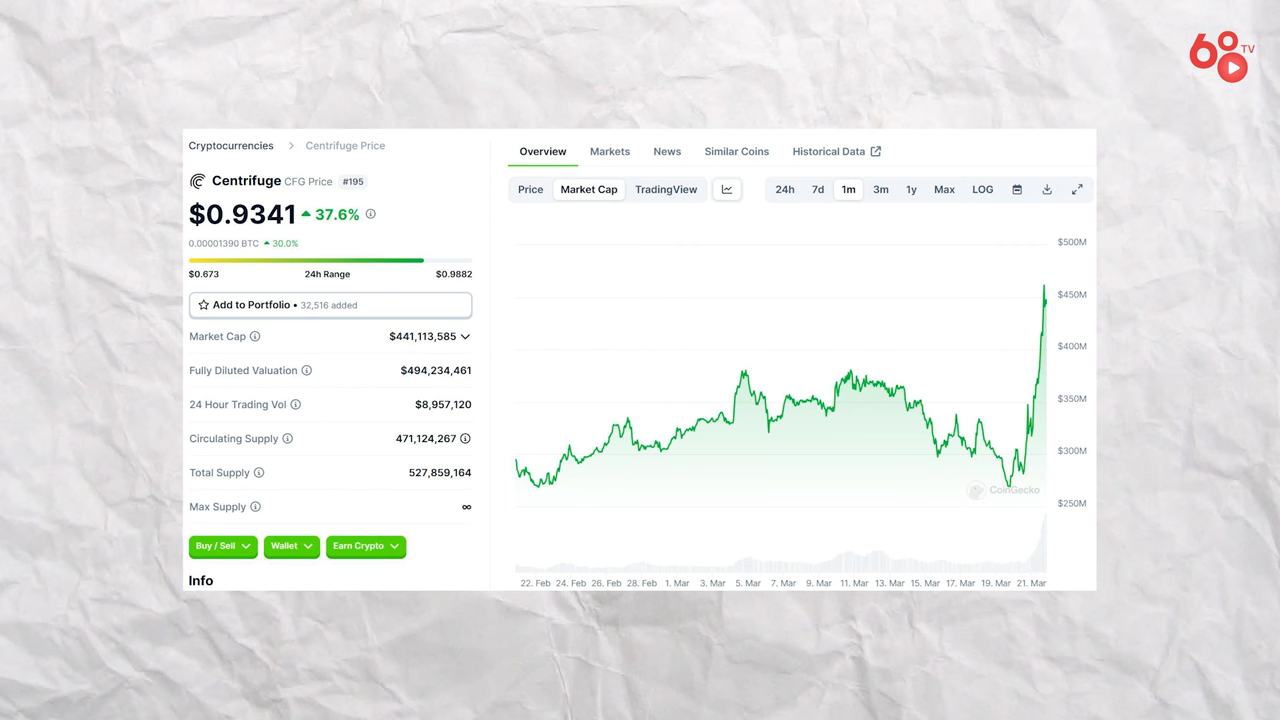 68 TV
Cryptocurrencies > Centrifuge Price
Centrifuge CFG Price #195
$0.9341 37.6%
0.00001390 BTC 30.0%
$0.673 24h Range $0.9882
Add to Portfolio • 32,516 added
Market Cap $441,113,585
Fully Diluted Valuation $494,234,461
24 Hour Trading Vol $8,957,120
Circulating Supply 471,124,267
Total Supply 527,859,164
Max Supply ∞
Buy / Sell Wallet Earn Crypto
Info
Overview Markets News Similar Coins Historical Data
Price Market Cap TradingView 24h 7d 1m 3m 1y Max LOG
$500M
$450M
$400M
$350M
$300M
CoinGecko
$250M
22. Feb 24. Feb 26. Feb 28. Feb 1. Mar 3. Mar 5. Mar 7. Mar 9. Mar 11. Mar 13. Mar 15. Mar 17. Mar 19. Mar 21. Mar